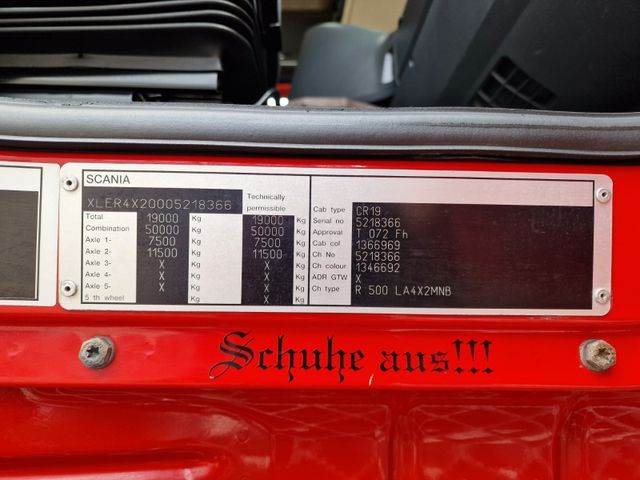 SCANIA
XLER4X20005218366 Technically permissible
Total 19000 Kg 19000 Kg
Combination 50000 Kg 50000 Kg
Axle 1- 7500 Kg 7500 Kg
Axle 2- 11500 Kg 11500 Kg
Axle 3- X Kg X Kg
Axle 4- X Kg X Kg
Axle 5- X Kg X Kg
5 th wheel Kg X Kg
Cab type CR19
Serial no 5218366
Approval T 072 Fh
Cab col 1366969
Ch No 5218366
Ch colour 1346692
ADR GTW X
Ch type R 500 LA4X2MNB
Schuhe aus!!!